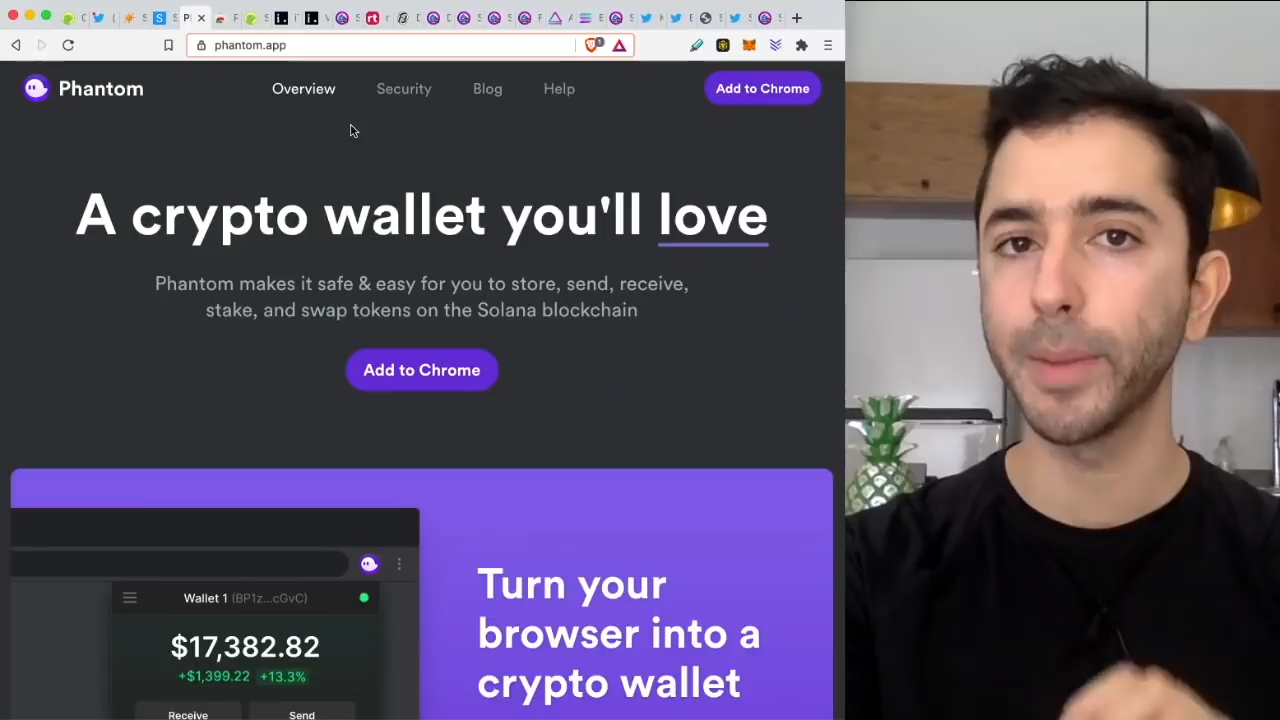 phantom.app
1
Phantom
Overview
Security
Blog
Help
Add to Chrome
A crypto wallet you'll love
Phantom makes it safe & easy for you to store, send, receive,
stake, and swap tokens on the Solana blockchain
Add to Chrome
Wallet 1 (BP1z...cGvC)
$17,382.82
+$1,399.22 +13.3%
Receive
Send
Turn your
browser into a
crypto wallet